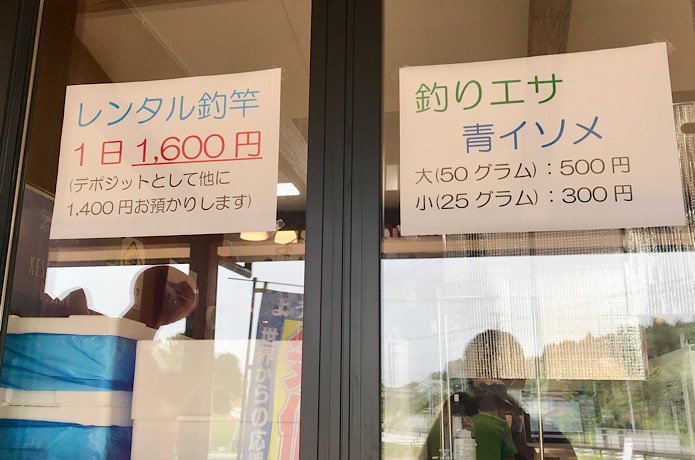 レンタル釣竿
1日 1,600円
(デポジットとして他に
1,400円お預かりします)
釣りエサ
青イソメ
大(50グラム)：500円
小(25グラム)：300円